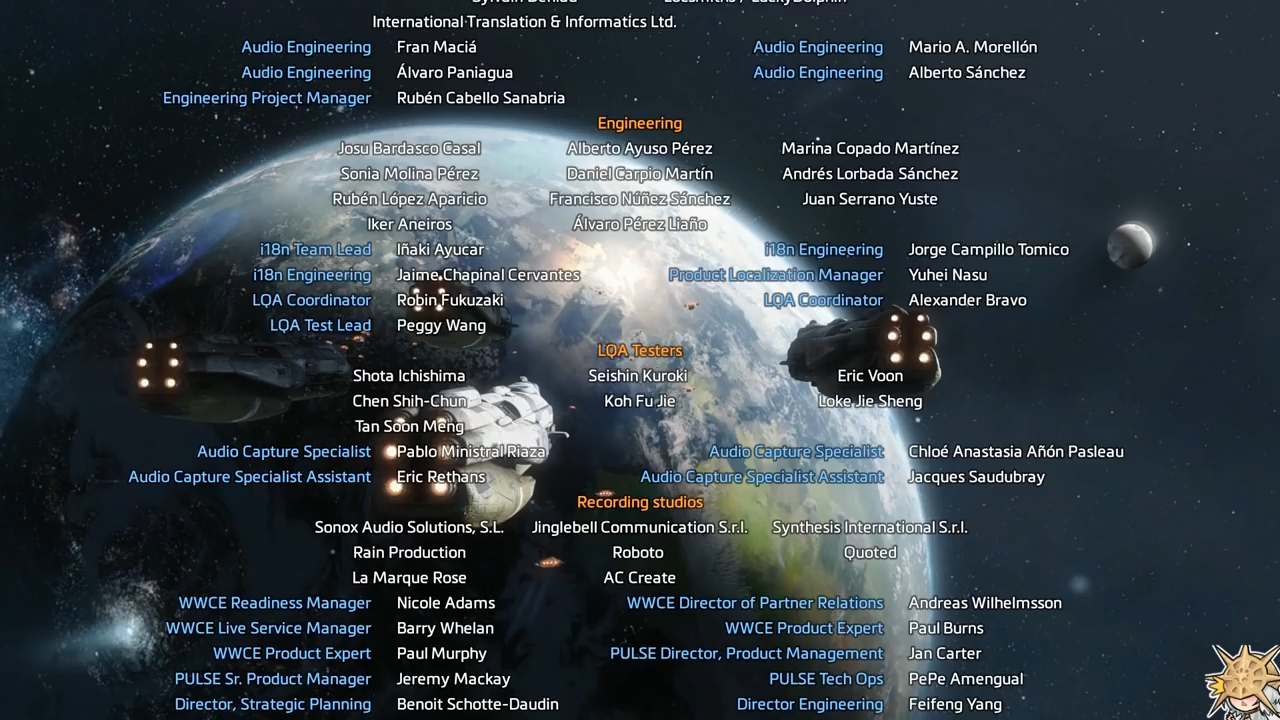 International Translation & Informatics Ltd.
Audio Engineering Fran Maciá Audio Engineering Mario A. Morellón
Audio Engineering Álvaro Paniagua Audio Engineering Alberto Sánchez
Engineering Project Manager Rubén Cabello Sanabria
Engineering
Josu Bardasco Casal Alberto Ayuso Pérez Marina Copado Martínez
Sonia Molina Pérez Daniel Carpio Martín Andrés Lorbada Sánchez
Rubén López Aparicio Francisco Núñez Sánchez Juan Serrano Yuste
Iker Aneiros Álvaro Pérez Liaño
i18n Team Lead Iñaki Ayucar i18n Engineering Jorge Campillo Tomico
i18n Engineering Jaime Chapinal Cervantes Product Localization Manager Yuhei Nasu
LQA Coordinator Robin Fukuzaki LQA Coordinator Alexander Bravo
LQA Test Lead Peggy Wang
LQA Testers
Shota Ichishima Seishin Kuroki Eric Voon
Chen Shih-Chun Koh Fu Jie Loke Jie Sheng
Tan Soon Meng
Audio Capture Specialist Pablo Ministral Riaza Audio Capture Specialist Chloé Anastasia Añón Pasleau
Audio Capture Specialist Assistant Eric Rethans Audio Capture Specialist Assistant Jacques Saudubray
Recording studios
Sonox Audio Solutions, S.L. Jinglebell Communication S.r.l. Synthesis International S.r.l.
Rain Production Roboto Quoted
La Marque Rose AC Create
WWCE Readiness Manager Nicole Adams WWCE Director of Partner Relations Andreas Wilhelmsson
WWCE Live Service Manager Barry Whelan WWCE Product Expert Paul Burns
WWCE Product Expert Paul Murphy PULSE Director, Product Management Jan Carter
PULSE Sr. Product Manager Jeremy Mackay PULSE Tech Ops PePe Amengual
Director, Strategic Planning Benoit Schotte-Daudin Director Engineering Feifeng Yang